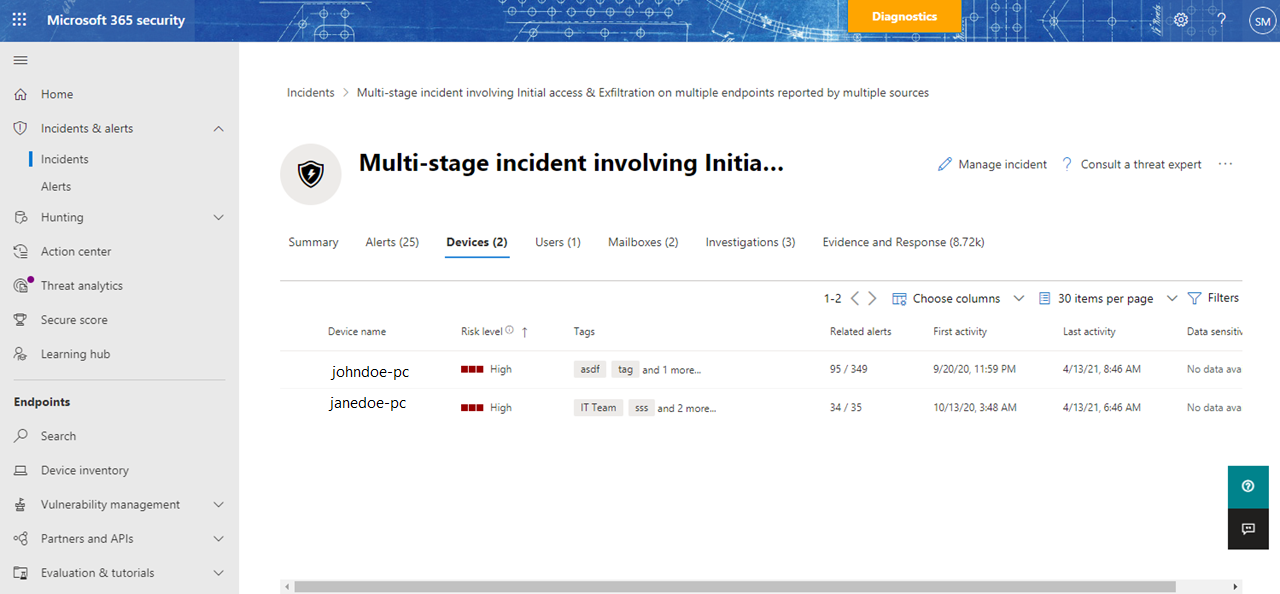 Microsoft 365 security
Diagnostics
?
SM
Home
Incidents & alerts
Incidents
Alerts
Hunting
Action center
Threat analytics
Secure score
Learning hub
Endpoints
Search
Device inventory
Vulnerability management
Partners and APIs
Evaluation & tutorials
Incidents > Multi-stage incident involving Initial access & Exfiltration on multiple endpoints reported by multiple sources
Multi-stage incident involving Initia...
Manage incident ? Consult a threat expert ...
Summary Alerts (25) Devices (2) Users (1) Mailboxes (2) Investigations (3) Evidence and Response (8.72k)
1-2 Choose columns 30 items per page Filters
Device name Risk level Tags Related alerts First activity Last activity Data sensitiv
johndoe-pc High asdf tag and 1 more... 95 / 349 9/20/20, 11:59 PM 4/13/21, 8:46 AM No data ava
janedoe-pc High IT Team sss and 2 more... 34 / 35 10/13/20, 3:48 AM 4/13/21, 6:46 AM No data ava